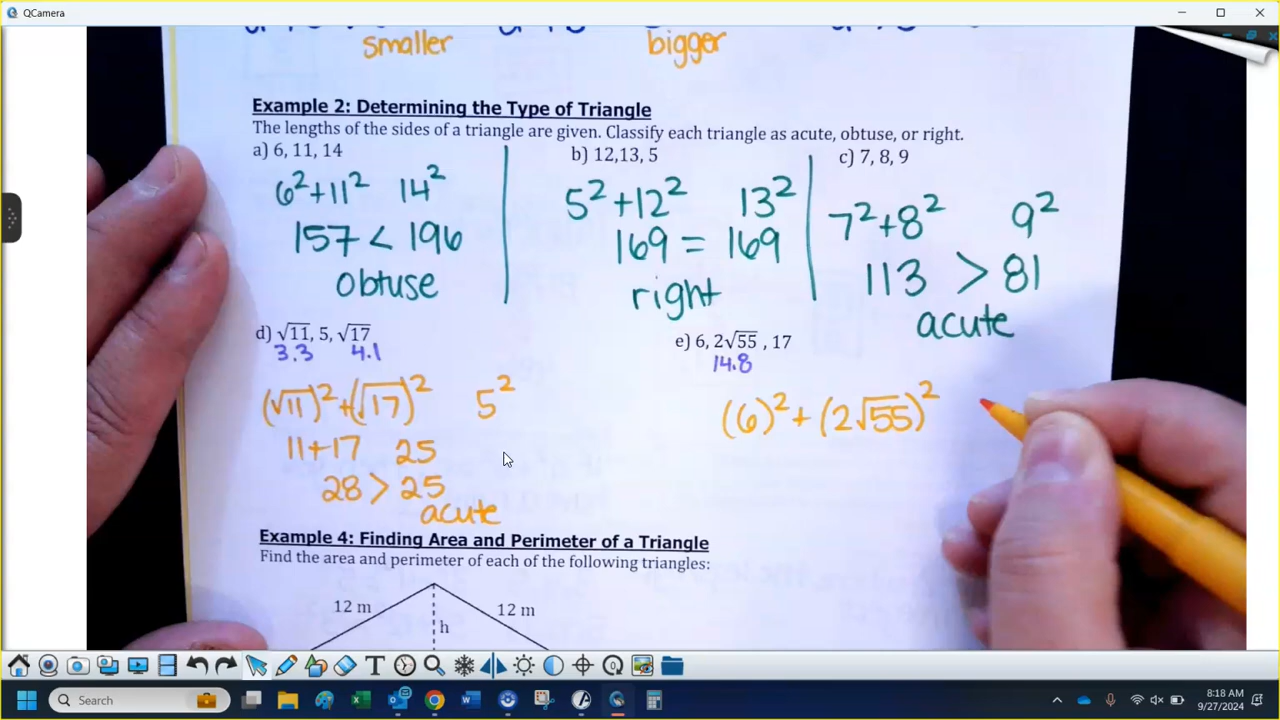 QCamera
smaller
bigger
Example 2: Determining the Type of Triangle
The lengths of the sides of a triangle are given. Classify each triangle as acute, obtuse, or right.
a) 6, 11, 14
b) 12,13, 5
c) 7, 8, 9
6²+11² 14²
157 < 196
obtuse
5²+12² 13²
169 = 169
right
7²+8² 9²
113 > 81
acute
d) √11, 5, √17
3.3 4.1
(√11)²+(√17)² 5²
11+17 25
28 > 25
acute
e) 6, 2√55 , 17
14.8
(6)²+(2√55)²
Example 4: Finding Area and Perimeter of a Triangle
Find the area and perimeter of each of the following triangles:
12 m
12 m
h
Search
8:18 AM
9/27/2024